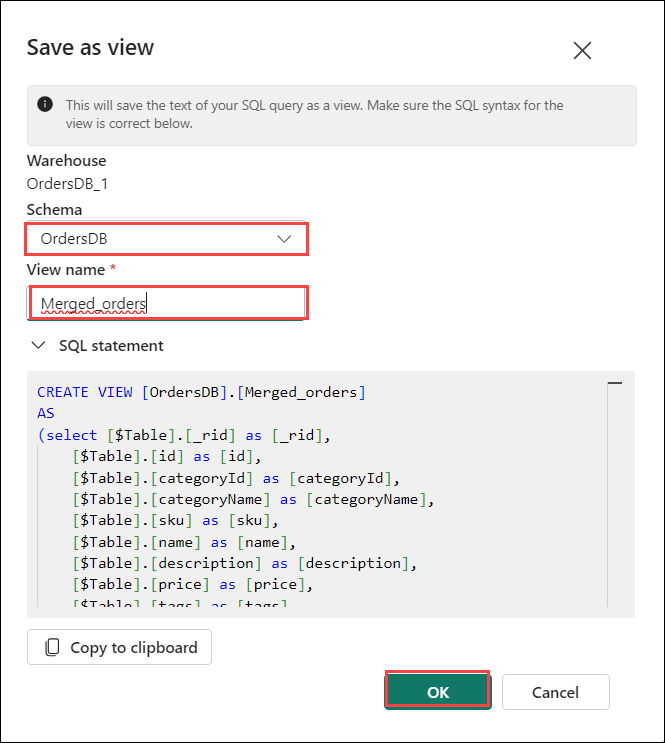 Save as view
This will save the text of your SQL query as a view. Make sure the SQL syntax for the
view is correct below.
Warehouse
OrdersDB_1
Schema
OrdersDB
View name *
Merged_orders
SQL statement
CREATE VIEW [OrdersDB].[Merged_orders]
AS
(select [$Table].[_rid] as [_rid],
[$Table].[id] as [id],
[$Table].[categoryId] as [categoryId],
[$Table].[categoryName] as [categoryName],
[$Table].[sku] as [sku],
[$Table].[name] as [name],
[$Table].[description] as [description],
[$Table].[price] as [price],
[$Table].[tags] as [tags]
Copy to clipboard
OK
Cancel